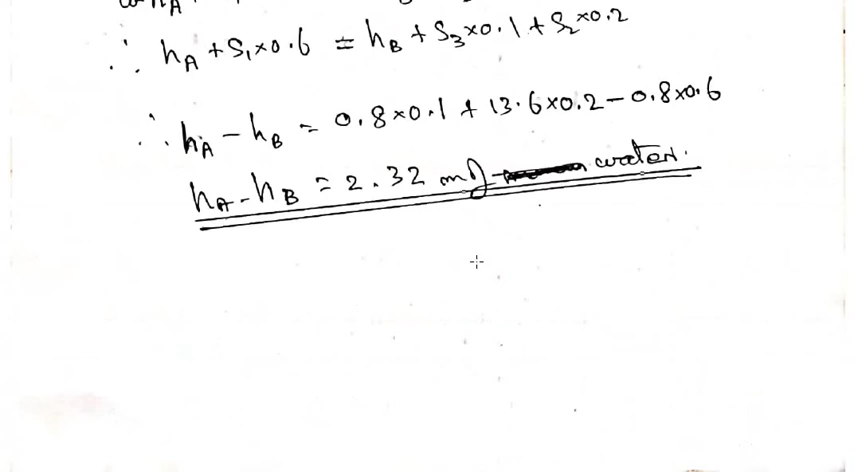 ∴ hA + S₁×0.6 = hB + S₃×0.1 + S₂×0.2
∴ hA - hB = 0.8×0.1 + 13.6×0.2 - 0.8×0.6
hA - hB = 2.32 m of water.